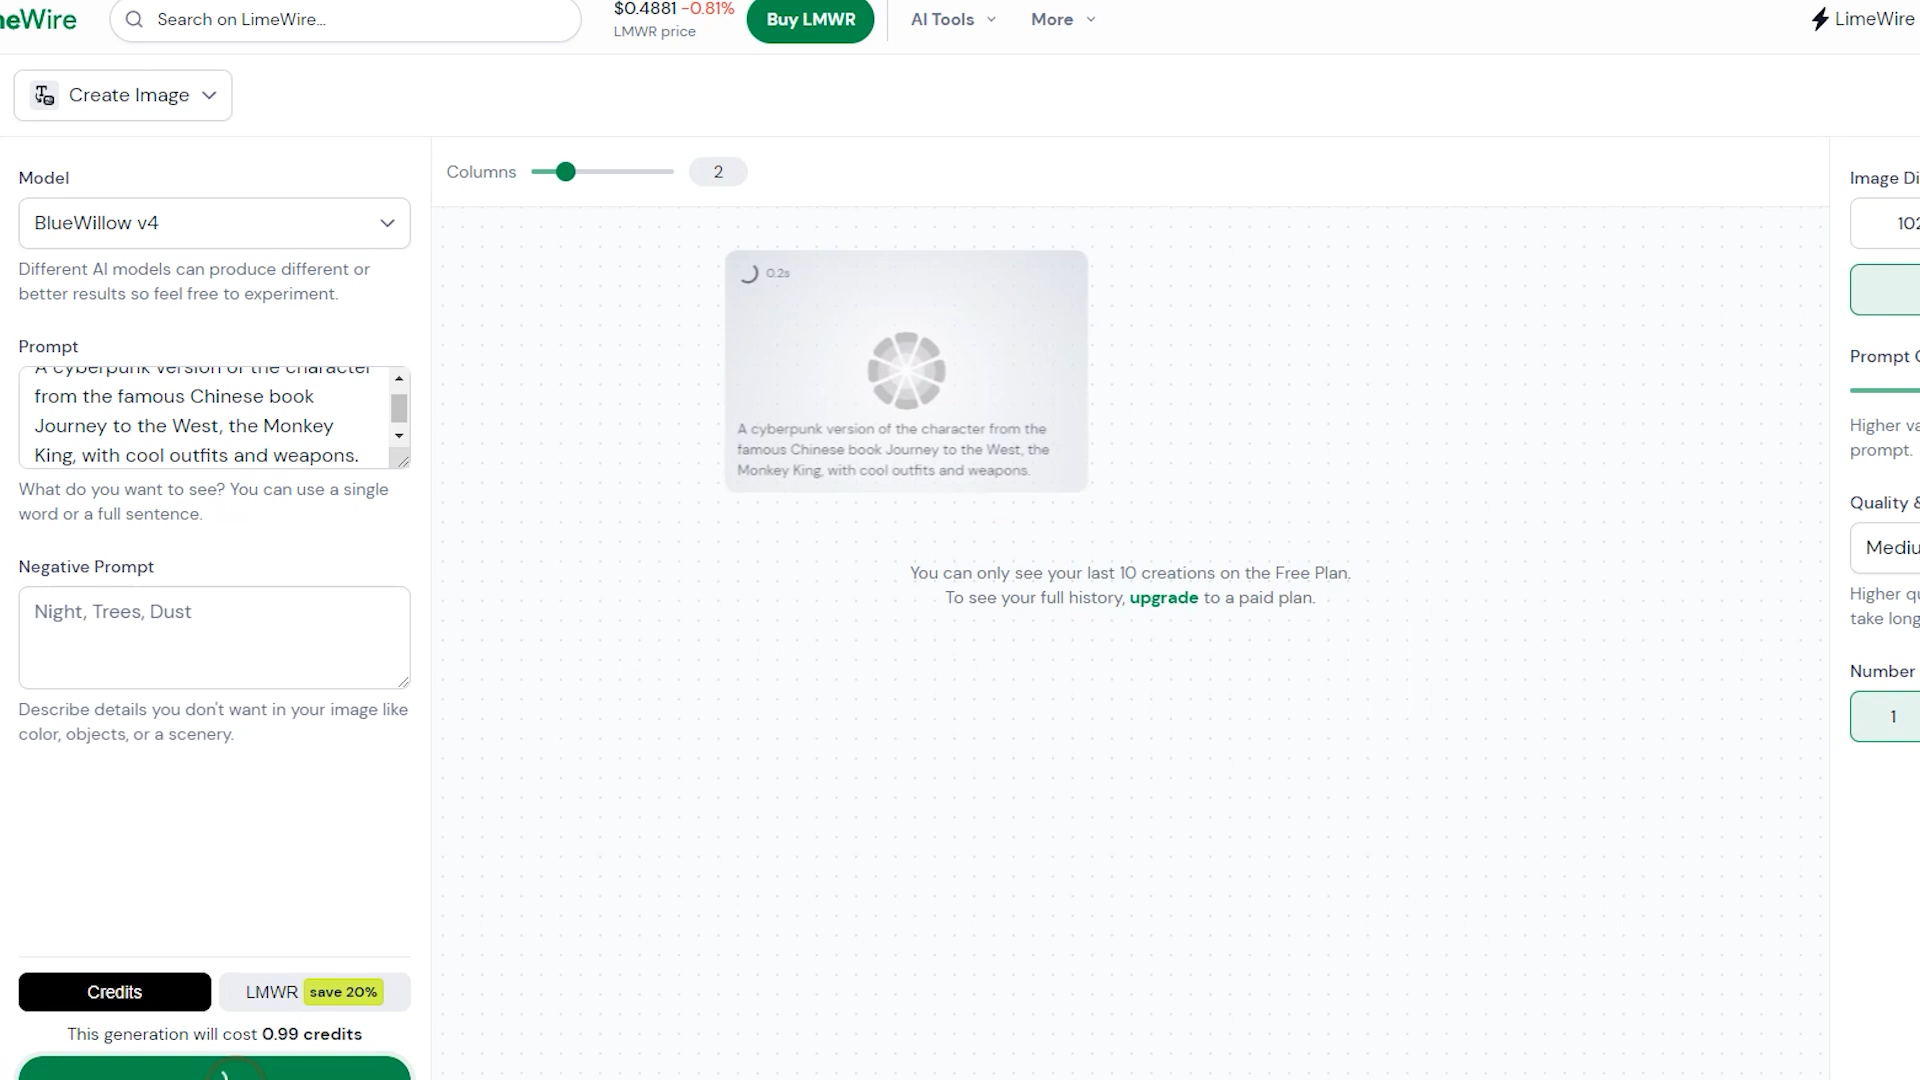 meWire
Search on LimeWire...
$0.4881 -0.81%
LMWR price
Buy LMWR
AI Tools
More
LimeWire
Create Image
Model
BlueWillow v4
Different AI models can produce different or
better results so feel free to experiment.
Prompt
A cyberpunk version of the character
from the famous Chinese book
Journey to the West, the Monkey
King, with cool outfits and weapons.
What do you want to see? You can use a single
word or a full sentence.
Negative Prompt
Night, Trees, Dust
Describe details you don't want in your image like
color, objects, or a scenery.
Credits
LMWR save 20%
This generation will cost 0.99 credits
Columns
2
0.2s
A cyberpunk version of the character from the
famous Chinese book Journey to the West, the
Monkey King, with cool outfits and weapons.
You can only see your last 10 creations on the Free Plan.
To see your full history, upgrade to a paid plan.
Image Di
102
Prompt
Higher va
prompt.
Quality &
Mediu
Higher qu
take long
Number
1